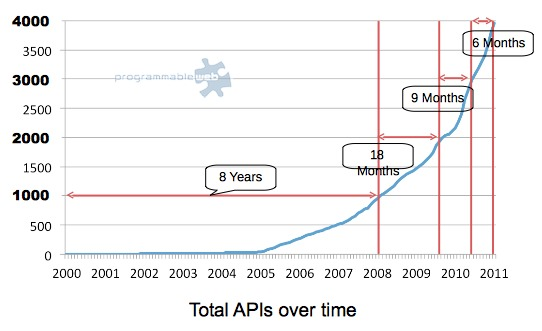 4000
3500
3000
2500
2000
1500
1000
500
0
programmableweb
6 Months
9 Months
18
Months
8 Years
2000 2001 2002 2003 2004 2005 2006 2007 2008 2009 2010 2011
Total APIs over time